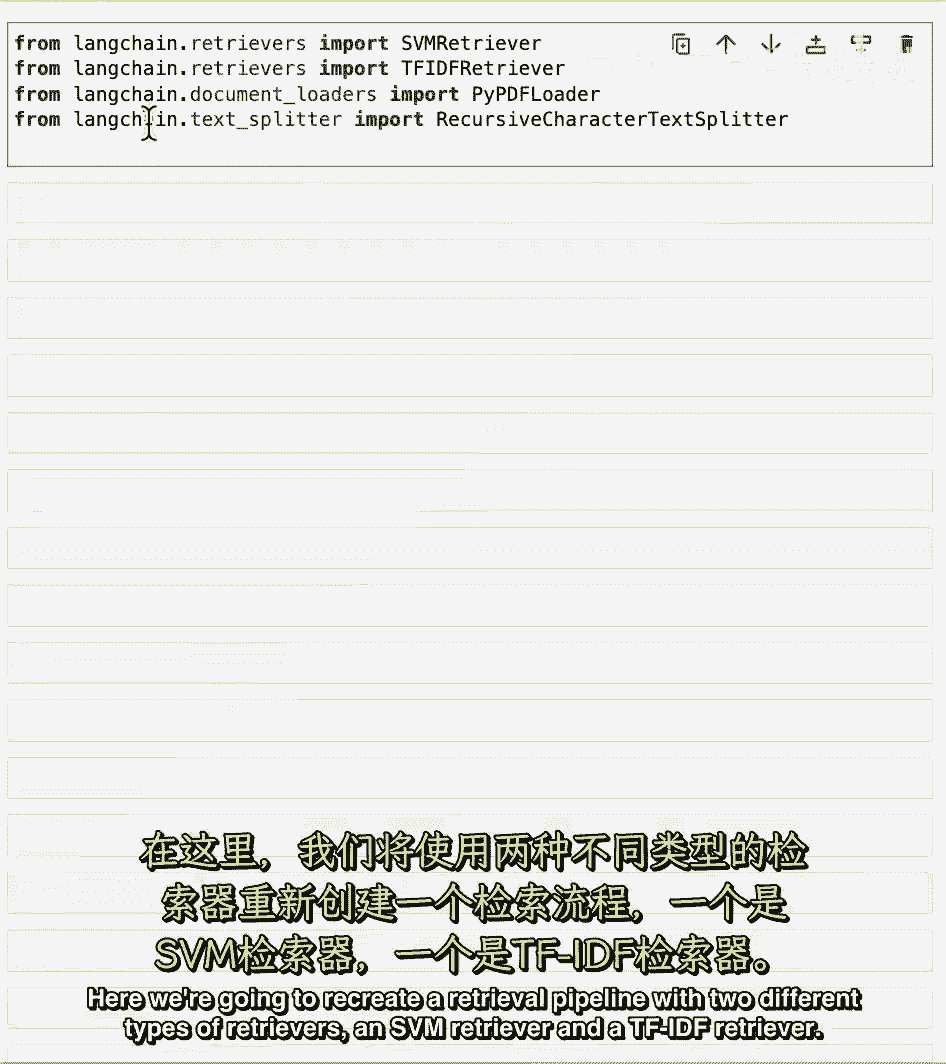 from langchain.retrievers import SVMRetriever
from langchain.retrievers import TFIDFRetriever
from langchain.document_loaders import PyPDFLoader
from langchain.text_splitter import RecursiveCharacterTextSplitter
在这里，我们将使用两种不同类型的检
索器重新创建一个检索流程，一个是
SVM检索器，一个是TF-IDF检索器。
Here we're going to recreate a retrieval pipeline with two different
types of retrievers, an SVM retriever and a TF-IDF retriever.